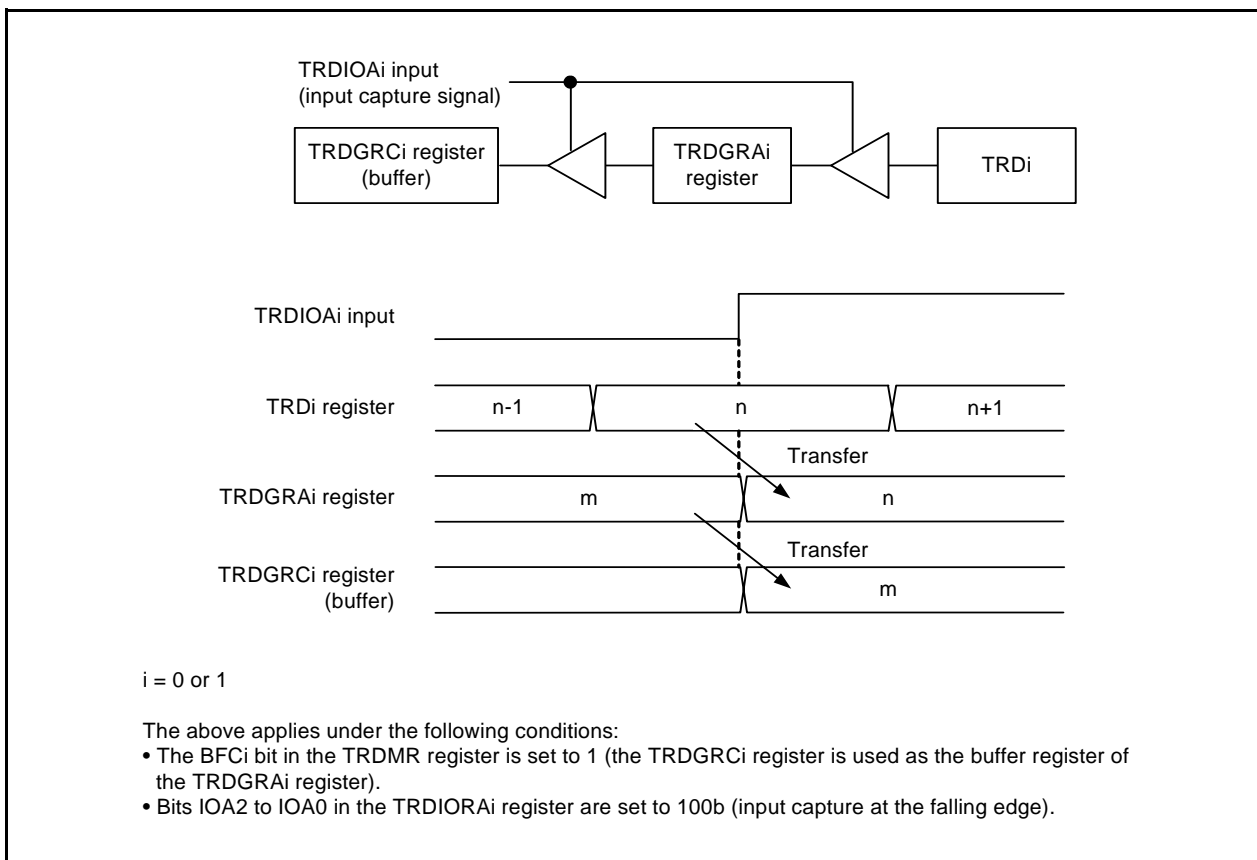 TRDIOAi input
(input capture signal)
TRDGRCi register
(buffer)
TRDGRAi
register
TRDi
TRDIOAi input
TRDi register
n-1
n
n+1
Transfer
TRDGRAi register
m
n
Transfer
TRDGRCi register
(buffer)
m
i = 0 or 1
The above applies under the following conditions:
• The BFCi bit in the TRDMR register is set to 1 (the TRDGRCi register is used as the buffer register of
the TRDGRAi register).
• Bits IOA2 to IOA0 in the TRDIORAi register are set to 100b (input capture at the falling edge).